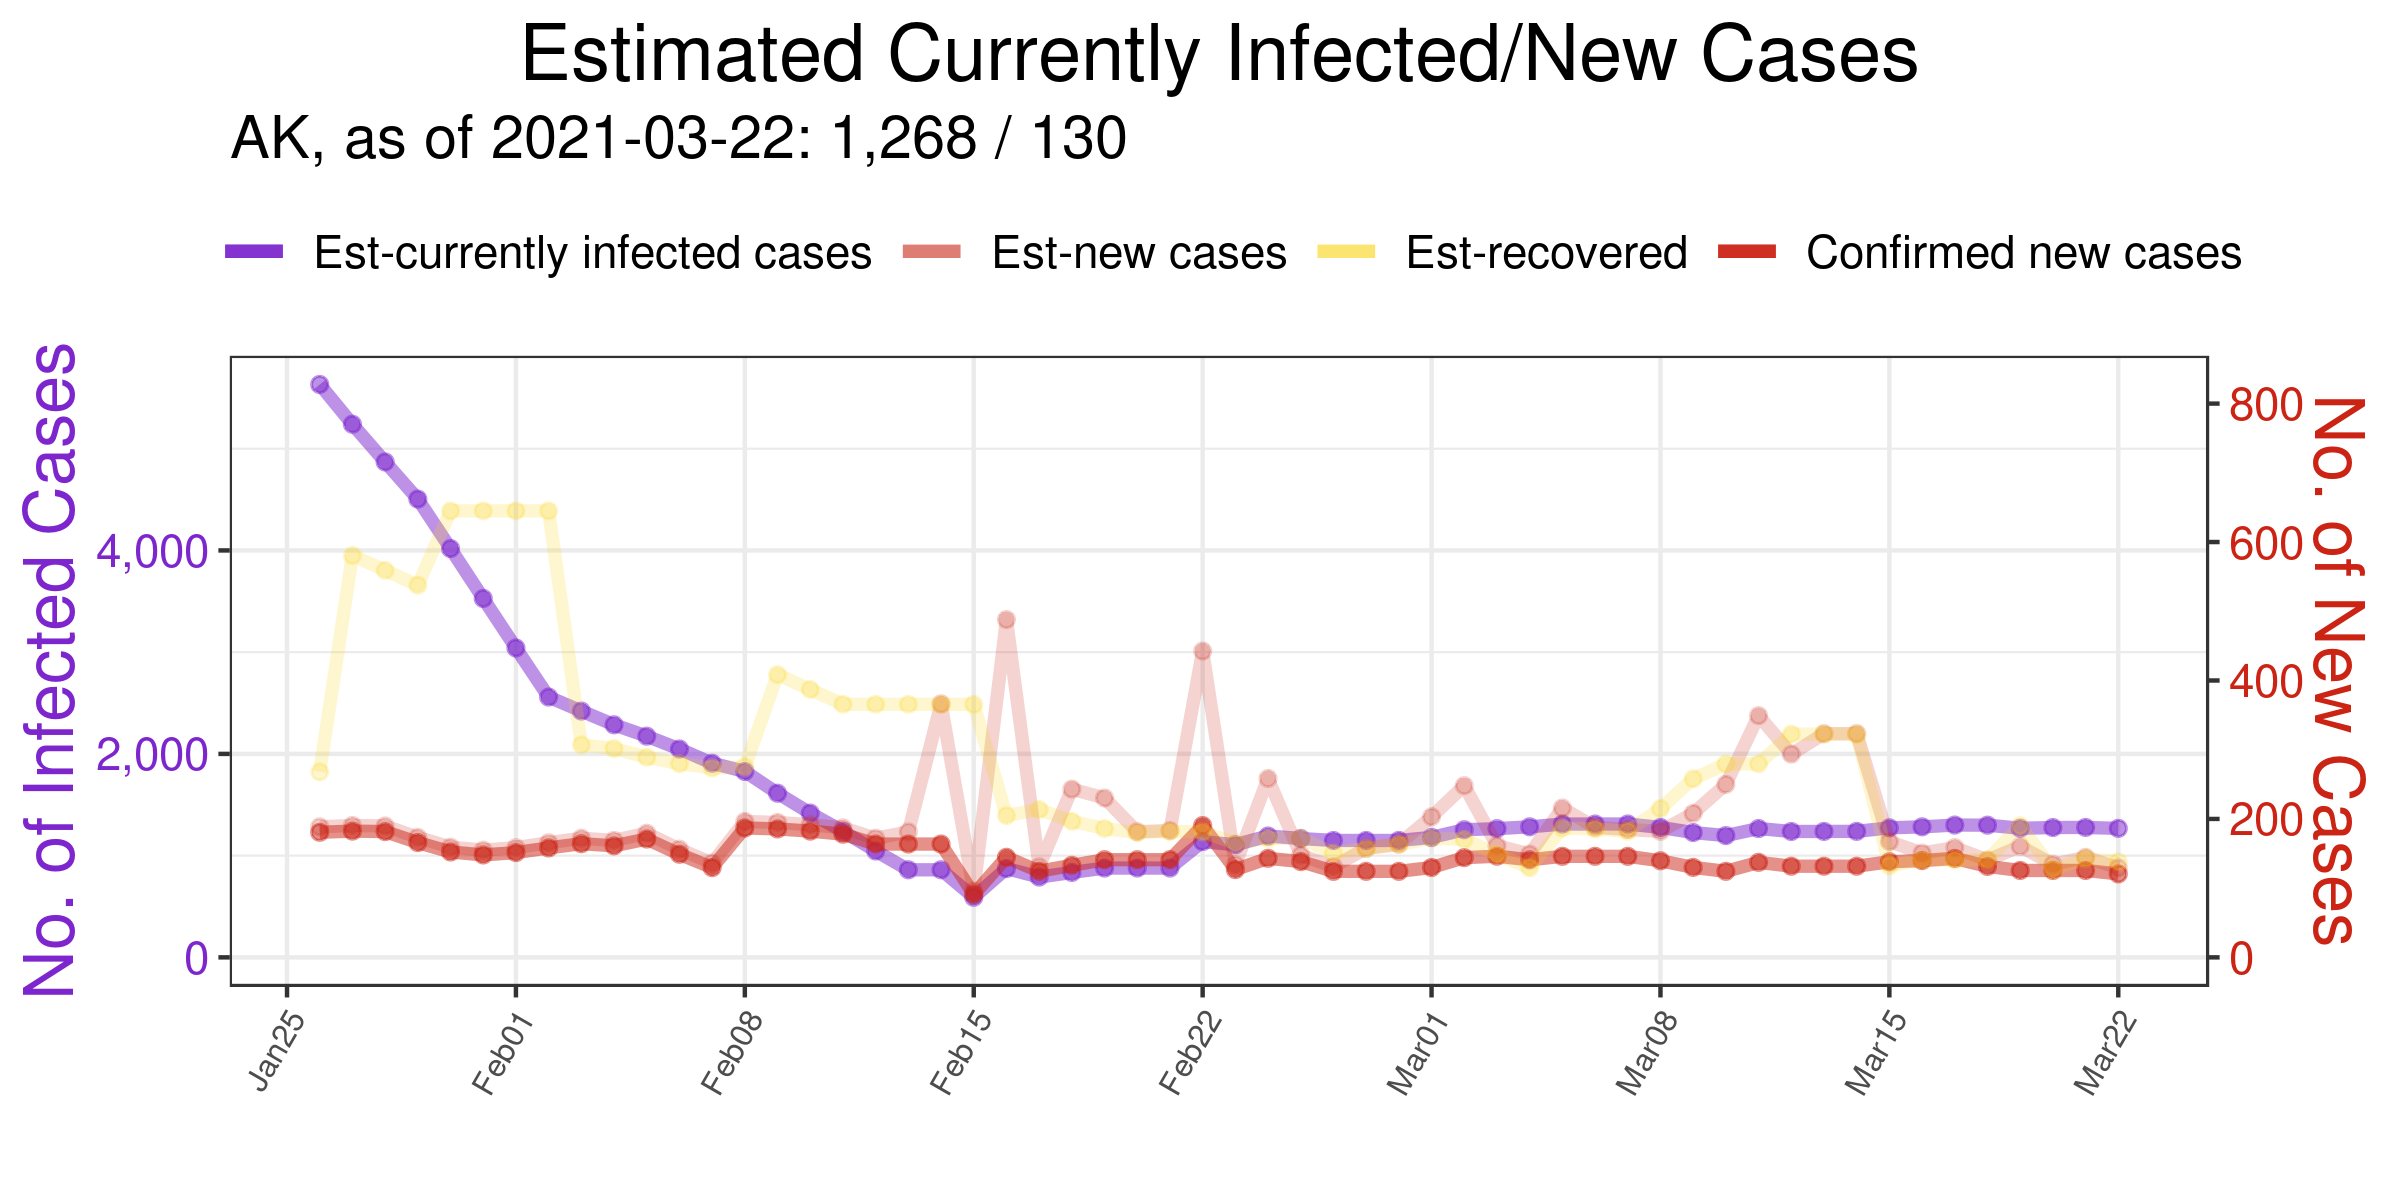 Estimated Currently Infected/New Cases
AK, as of 2021-03-22: 1,268 / 130
Est-currently infected cases Est-new cases Est-recovered Confirmed new cases
No. of Infected Cases
4,000
2,000
0
800
600
400
200
0
No. of New Cases
Jan25 Feb01 Feb08 Feb15 Feb22 Mar01 Mar08 Mar15 Mar22